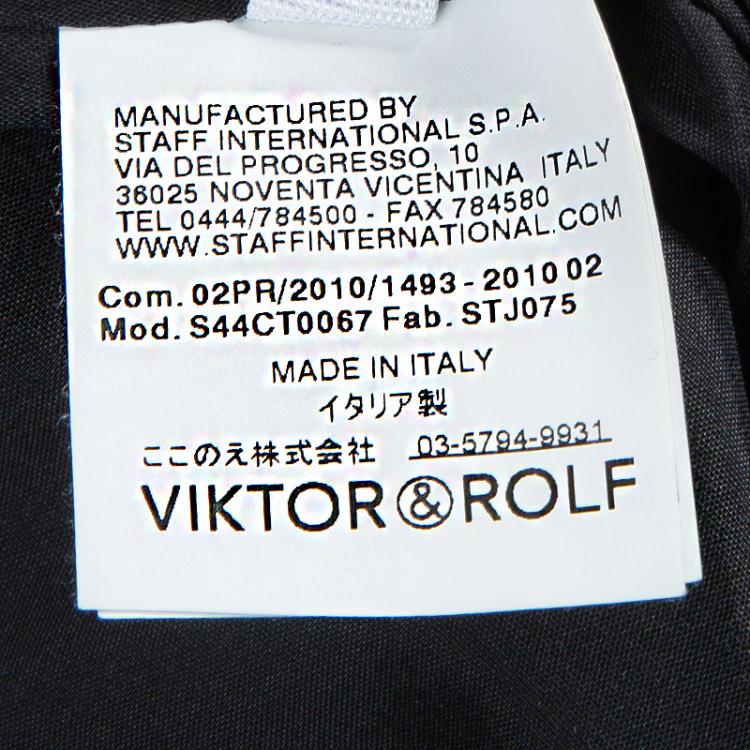 MANUFACTURED BY
STAFF INTERNATIONAL S.P.A.
VIA DEL PROGRESSO, 10
36025 NOVENTA VICENTINA ITALY
TEL 0444/784500 - FAX 784580
WWW.STAFFINTERNATIONAL.COM
Com. 02PR/2010/1493 - 2010 02
Mod. S44CT0067 Fab. STJ075
MADE IN ITALY
イタリア製
ここのえ株式会社 03-5794-9931
VIKTOR&ROLF